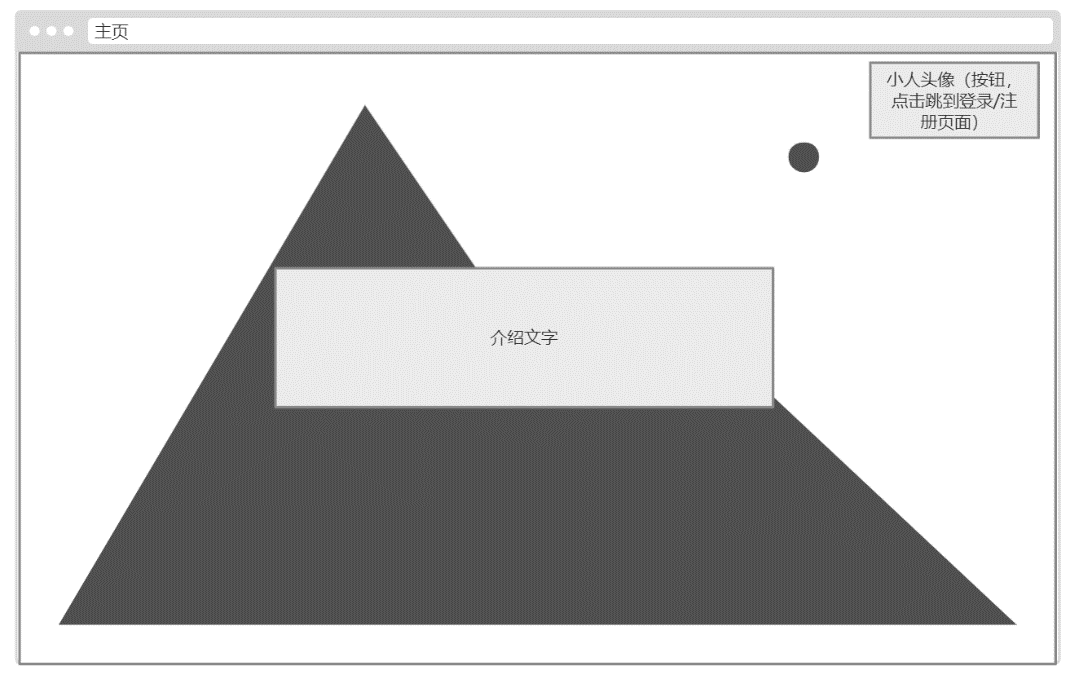 主页
小人头像（按钮，
点击跳到登录/注
册页面）
介绍文字